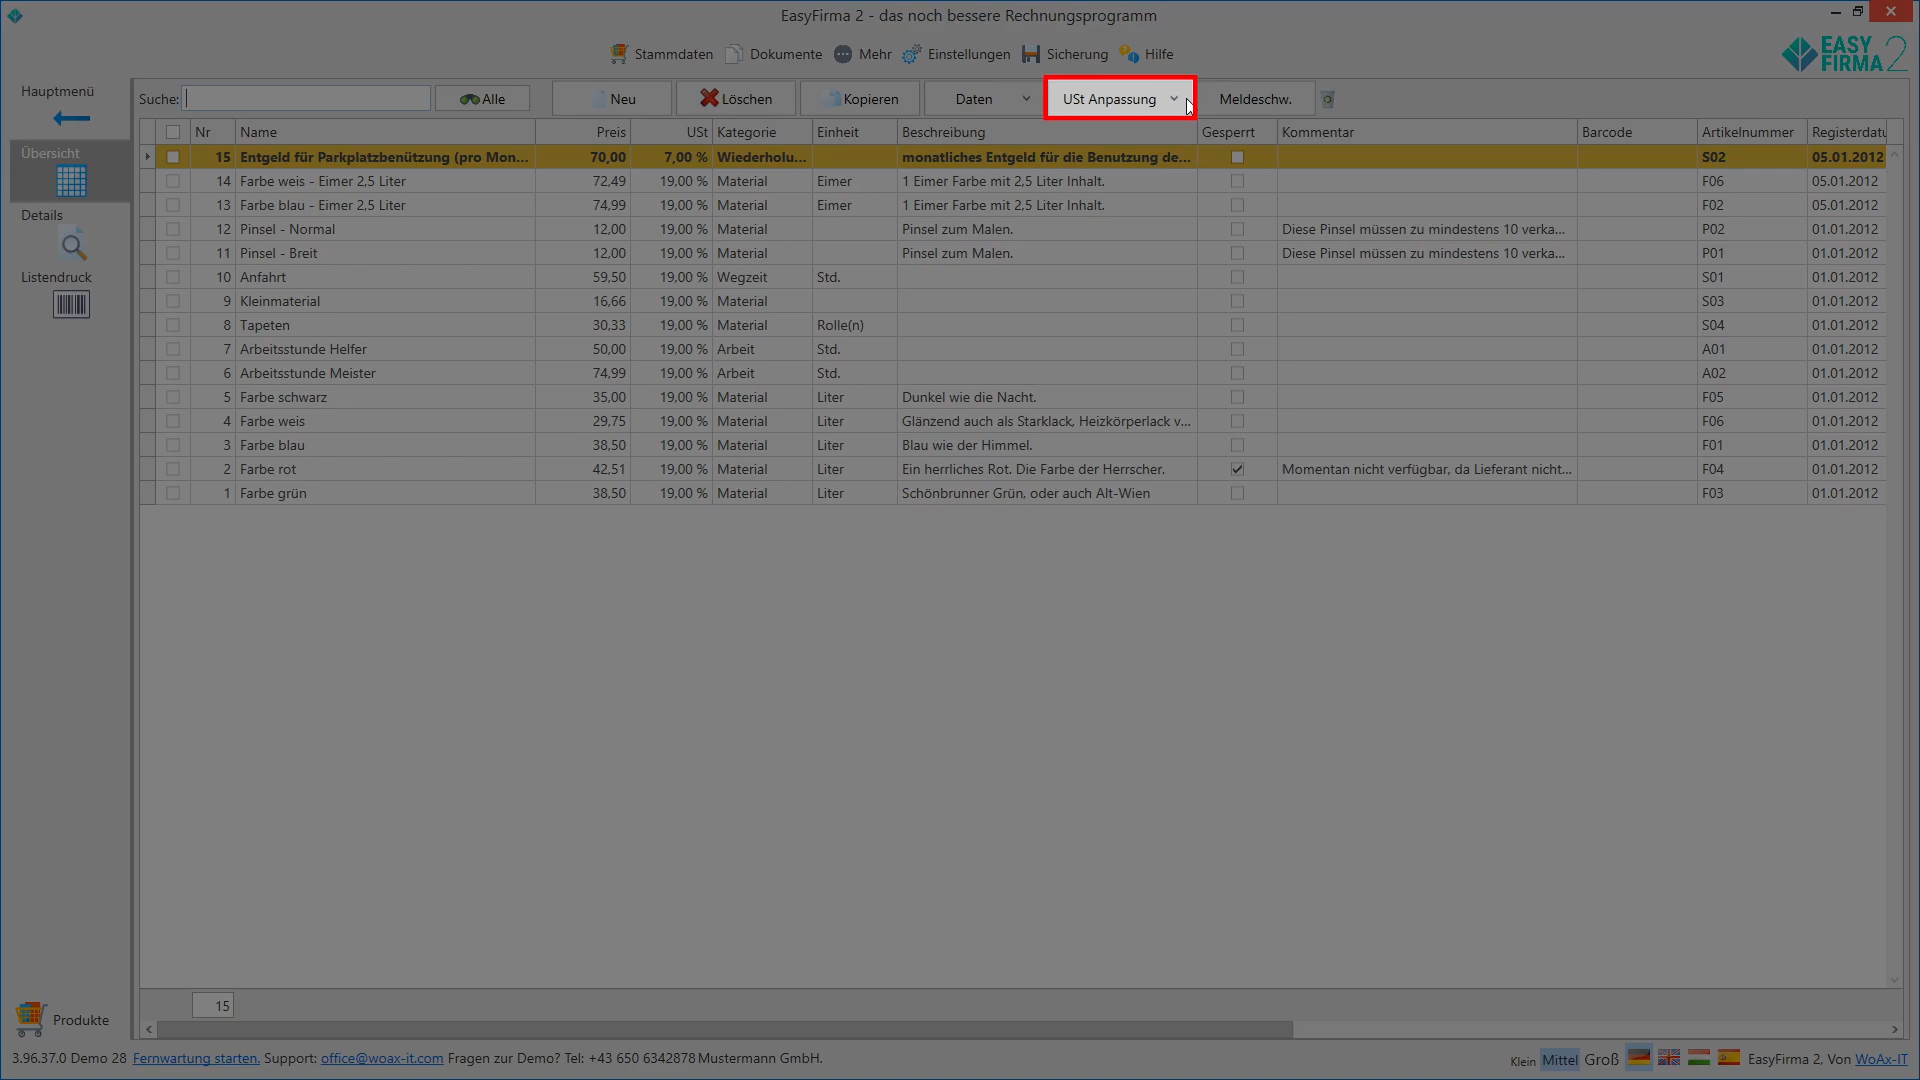 EasyFirma 2 - das noch bessere Rechnungsprogramm
Stammdaten Dokumente Mehr Einstellungen Sicherung Hilfe
EASY FIRMA 2
Hauptmenü
Übersicht
Details
Listendruck
Produkte
Suche: Alle Neu Löschen Kopieren Daten USt Anpassung Meldeschw.
Nr Name Preis USt Kategorie Einheit Beschreibung Gesperrt Kommentar Barcode Artikelnummer Registerdatu
15 Entgeld für Parkplatzbenützung (pro Mon... 70,00 7,00 % Wiederholu... monatliches Entgeld für die Benutzung de... S02 05.01.2012
14 Farbe weis - Eimer 2,5 Liter 72,49 19,00 % Material Eimer 1 Eimer Farbe mit 2,5 Liter Inhalt. F06 05.01.2012
13 Farbe blau - Eimer 2,5 Liter 74,99 19,00 % Material Eimer 1 Eimer Farbe mit 2,5 Liter Inhalt. F02 05.01.2012
12 Pinsel - Normal 12,00 19,00 % Material Pinsel zum Malen. Diese Pinsel müssen zu mindestens 10 verka... P02 01.01.2012
11 Pinsel - Breit 12,00 19,00 % Material Pinsel zum Malen. Diese Pinsel müssen zu mindestens 10 verka... P01 01.01.2012
10 Anfahrt 59,50 19,00 % Wegzeit Std. S01 01.01.2012
9 Kleinmaterial 16,66 19,00 % Material S03 01.01.2012
8 Tapeten 30,33 19,00 % Material Rolle(n) S04 01.01.2012
7 Arbeitsstunde Helfer 50,00 19,00 % Arbeit Std. A01 01.01.2012
6 Arbeitsstunde Meister 74,99 19,00 % Arbeit Std. A02 01.01.2012
5 Farbe schwarz 35,00 19,00 % Material Liter Dunkel wie die Nacht. F05 01.01.2012
4 Farbe weis 29,75 19,00 % Material Liter Glänzend auch als Starklack, Heizkörperlack v... F06 01.01.2012
3 Farbe blau 38,50 19,00 % Material Liter Blau wie der Himmel. F01 01.01.2012
2 Farbe rot 42,51 19,00 % Material Liter Ein herrliches Rot. Die Farbe der Herrscher. Momentan nicht verfügbar, da Lieferant nicht... F04 01.01.2012
1 Farbe grün 38,50 19,00 % Material Liter Schönbrunner Grün, oder auch Alt-Wien F03 01.01.2012
15
3.96.37.0 Demo 28 Fernwartung starten. Support: office@woax-it.com Fragen zur Demo? Tel: +43 650 6342878 Mustermann GmbH. Klein Mittel Groß EasyFirma 2, Von WoAx-IT